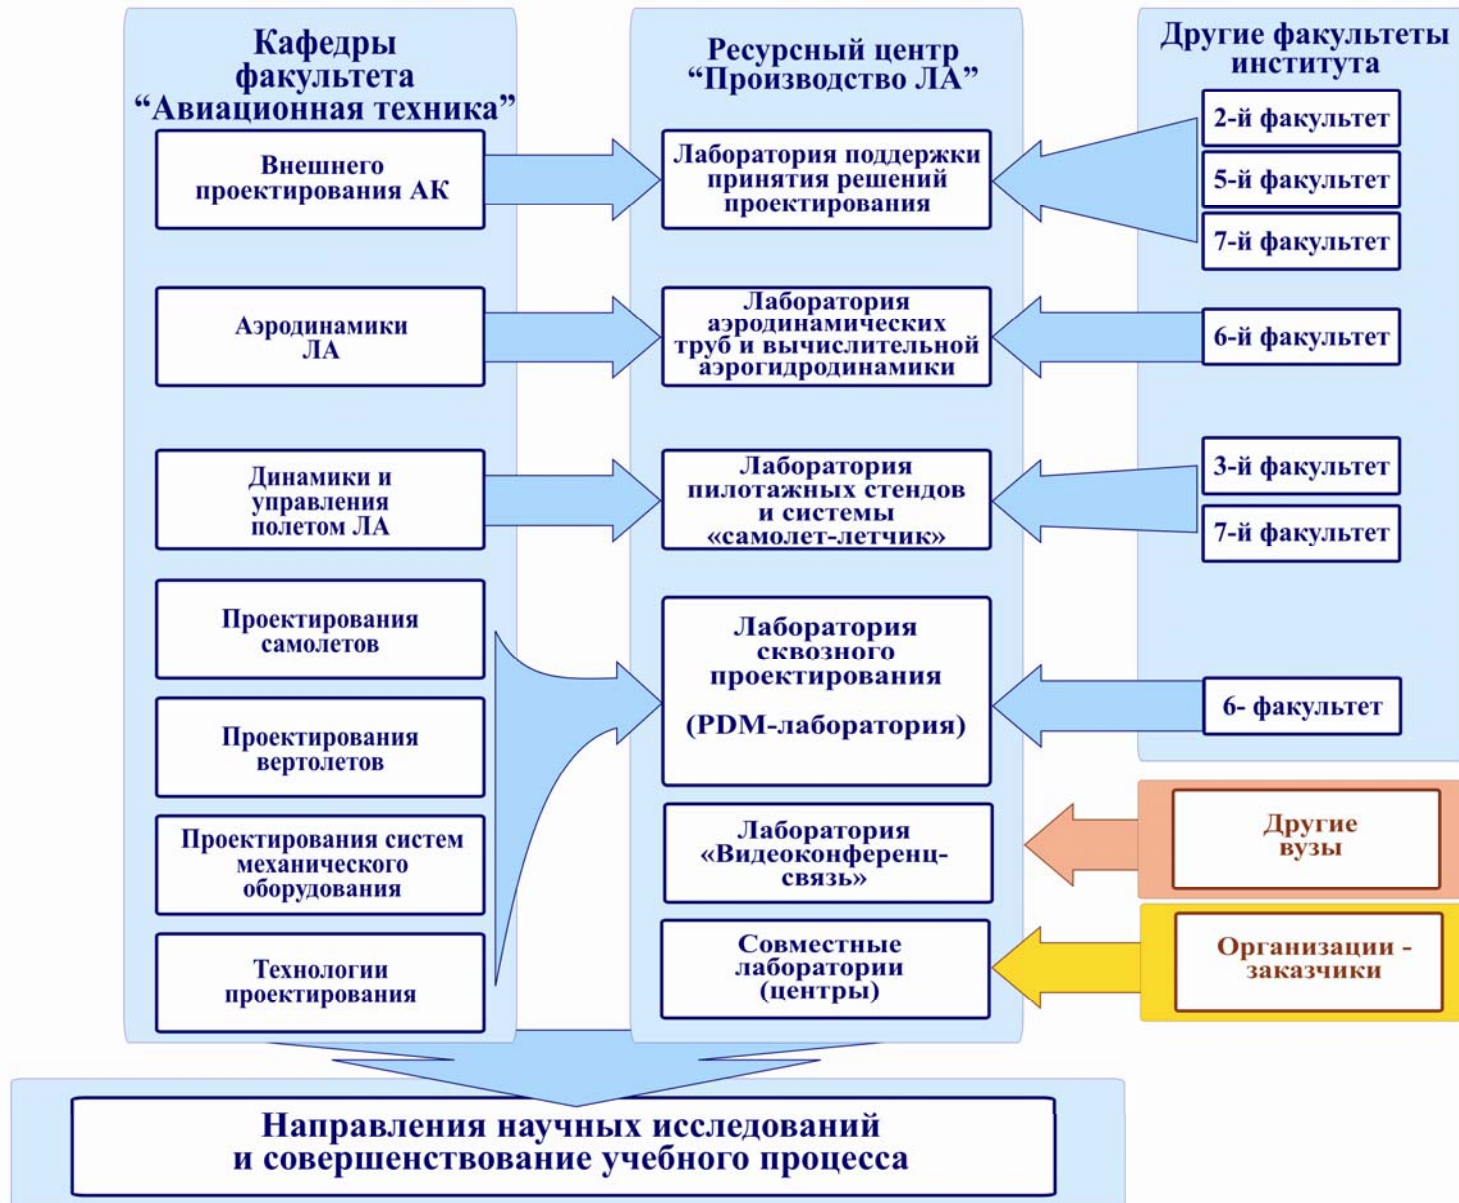 Кафедры
факультета
“Авиационная техника”
Внешнего
проектирования АК
Аэродинамики
ЛА
Динамики и
управления
полетом ЛА
Проектирования
самолетов
Проектирования
вертолетов
Проектирования систем
механического
оборудования
Технологии
проектирования
Ресурсный центр
“Производство ЛА”
Лаборатория поддержки
принятия решений
проектирования
Лаборатория
аэродинамических
труб и вычислительной
аэрогидродинамики
Лаборатория
пилотажных стендов
и системы
«самолет-летчик»
Лаборатория
сквозного
проектирования
(PDM-лаборатория)
Лаборатория
«Видеоконференц-
связь»
Совместные
лаборатории
(центры)
Другие факультеты
института
2-й факультет
5-й факультет
7-й факультет
6-й факультет
3-й факультет
7-й факультет
6- факультет
Другие
вузы
Организации -
заказчики
Направления научных исследований
и совершенствование учебного процесса